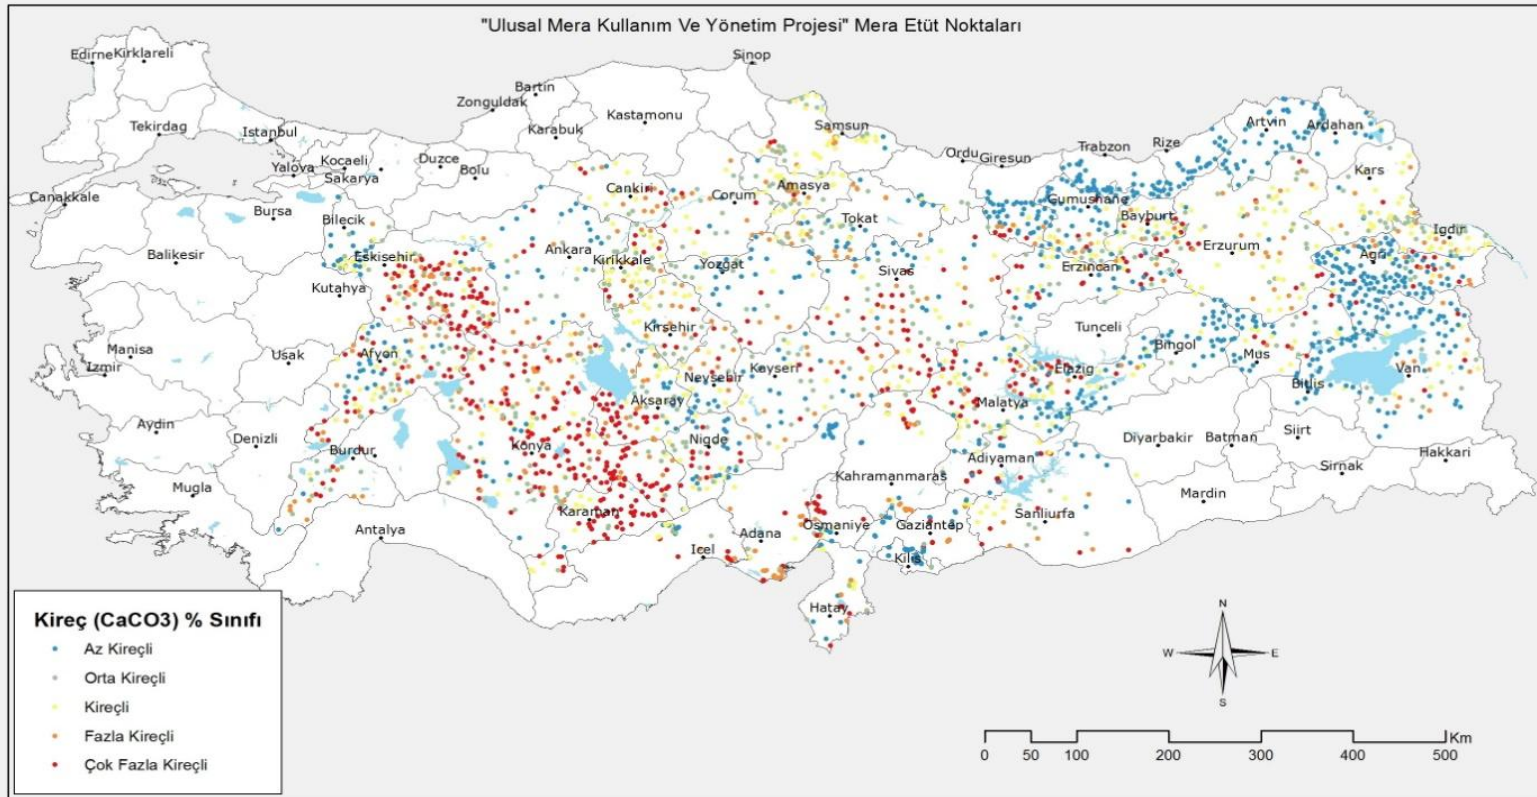 "Ulusal Mera Kullanım Ve Yönetim Projesi" Mera Etüt Noktaları
Edirne
Kirklareli
Tekirdag
Istanbul
Canakkale
Yalova
Kocaeli
Sakarya
Duzce
Bolu
Zonguldak
Bartin
Karabuk
Kastamonu
Sinop
Samsun
Cankiri
Corum
Amasya
Tokat
Ordu
Giresun
Trabzon
Rize
Artvin
Ardahan
Kars
Gumushane
Bayburt
Erzurum
Igdir
Agri
Erzincan
Bursa
Bilecik
Balikesir
Eskisehir
Kutahya
Ankara
Kirikkale
Yozgat
Sivas
Kirsehir
Tunceli
Bingol
Mus
Manisa
Izmir
Usak
Afyon
Nevsehir
Kayseri
Aksaray
Malatya
Elazig
Bitlis
Van
Aydin
Denizli
Burdur
Konya
Nigde
Adiyaman
Diyarbakir
Batman
Siirt
Hakkari
Sirnak
Mardin
Mugla
Antalya
Karaman
Kahramanmaras
Sanliurfa
Icel
Adana
Osmaniye
Gaziantep
Kilis
Hatay
Kireç (CaCO3) % Sınıfı
Az Kireçli
Orta Kireçli
Kireçli
Fazla Kireçli
Çok Fazla Kireçli
N
W
E
S
Km
0 50 100 200 300 400 500